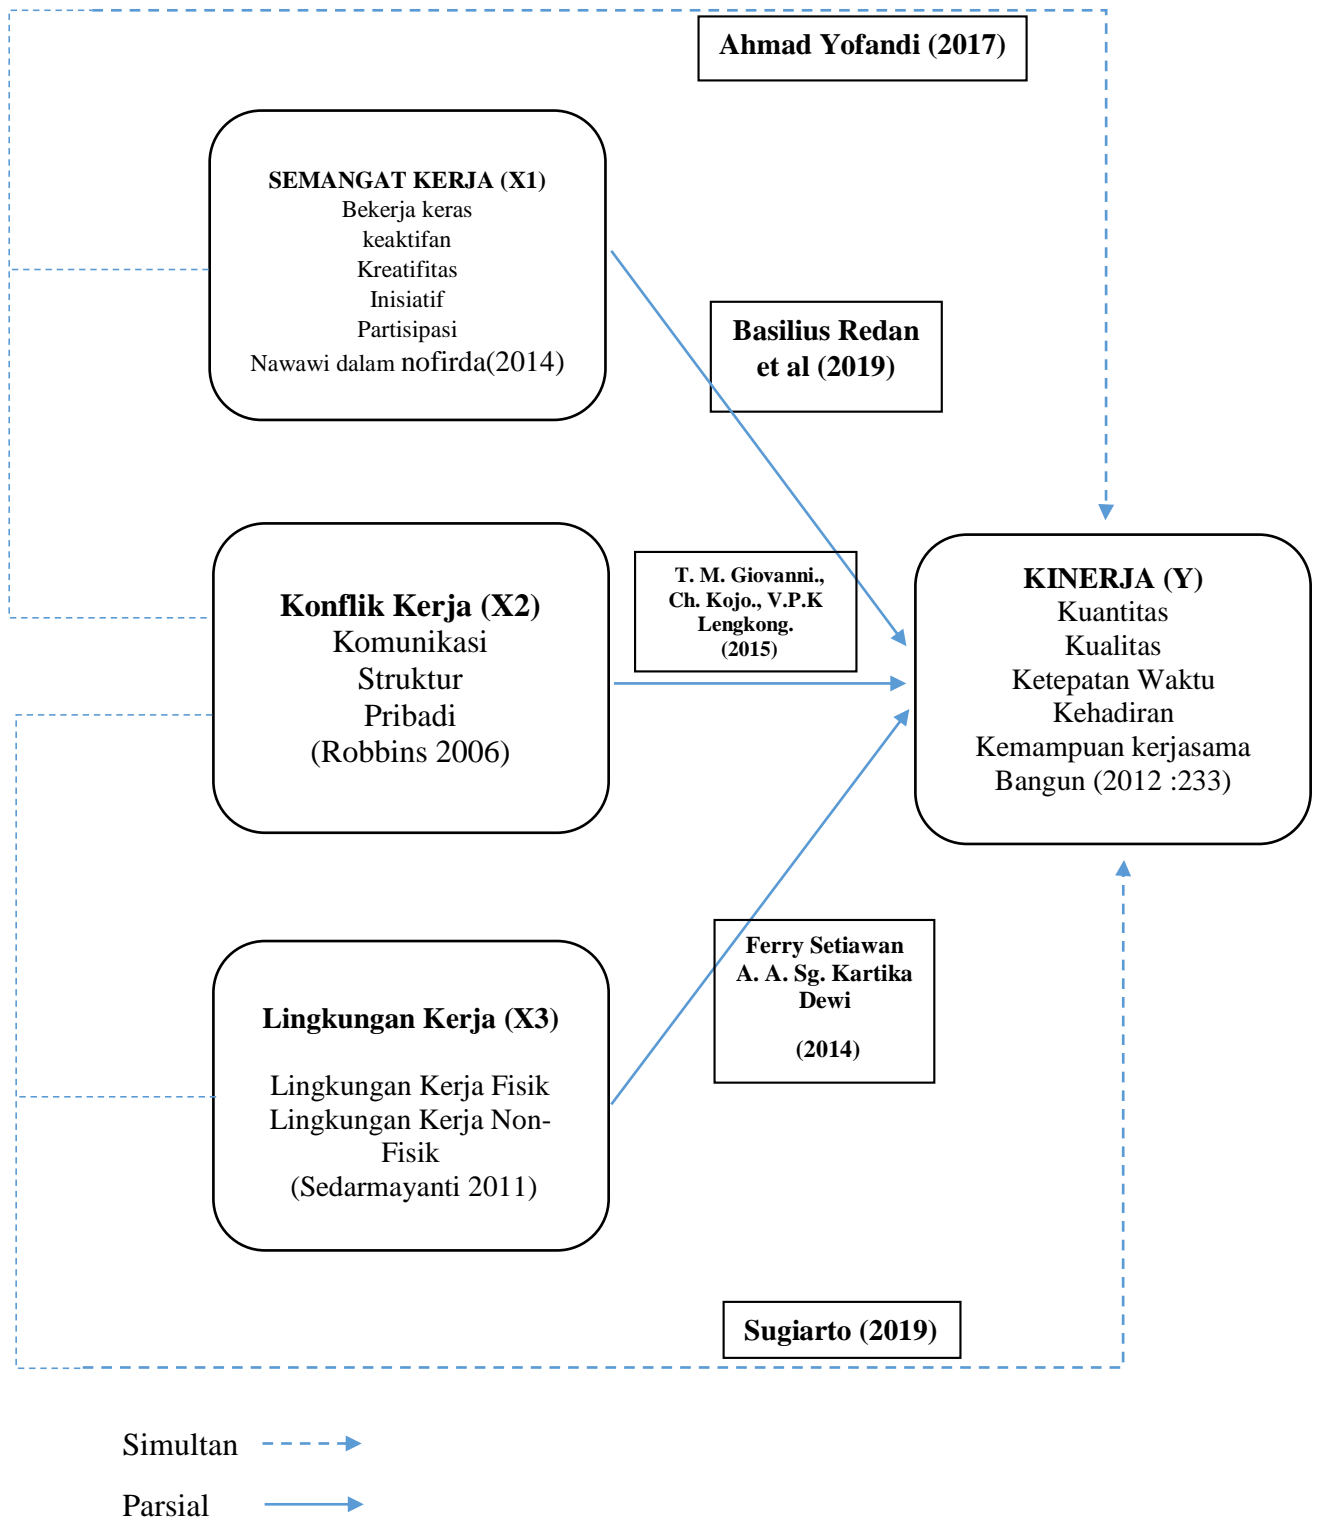 Ahmad Yofandi (2017)
SEMANGAT KERJA (X1)
Bekerja keras
keaktifan
Kreatifitas
Inisiatif
Partisipasi
Nawawi dalam nofirda(2014)
Basilius Redan
et al (2019)
Konflik Kerja (X2)
Komunikasi
Struktur
Pribadi
(Robbins 2006)
T. M. Giovanni.,
Ch. Kojo., V.P.K
Lengkong.
(2015)
KINERJA (Y)
Kuantitas
Kualitas
Ketepatan Waktu
Kehadiran
Kemampuan kerjasama
Bangun (2012 :233)
Lingkungan Kerja (X3)
Lingkungan Kerja Fisik
Lingkungan Kerja Non-
Fisik
(Sedarmayanti 2011)
Ferry Setiawan
A. A. Sg. Kartika
Dewi
(2014)
Sugiarto (2019)
Simultan
Parsial